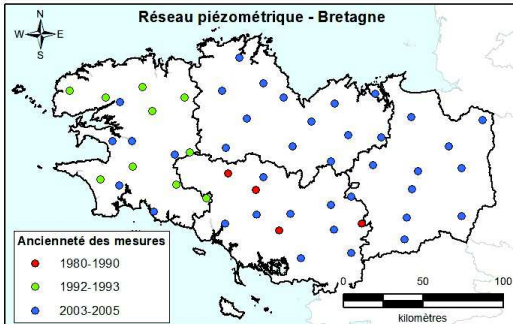 Réseau piézométrique - Bretagne
N
W E
S
Ancienneté des mesures
1980-1990
1992-1993
2003-2005
0 50 100
kilomètres